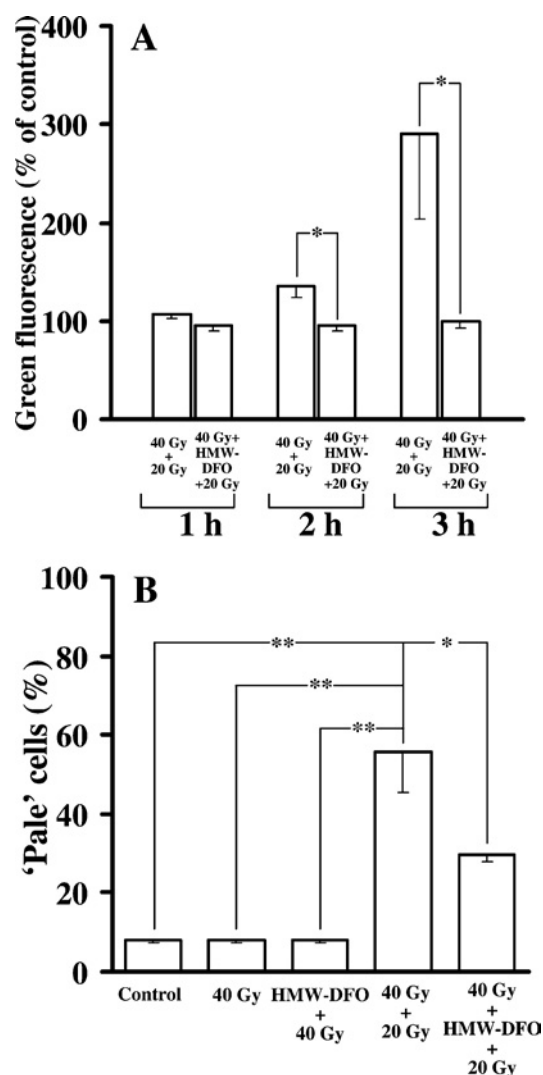 A
Green fluorescence (% of control)
400
300
200
100
0
*
*
40 Gy
+
20 Gy
40 Gy+
HMW-
DFO
+20 Gy
40 Gy
+
20 Gy
40 Gy+
HMW-
DFO
+20 Gy
40 Gy
+
20 Gy
40 Gy+
HMW-
DFO
+20 Gy
1 h
2 h
3 h
B
‘Pale’ cells (%)
100
80
60
40
20
0
**
*
**
**
Control
40 Gy
HMW-DFO
+
40 Gy
40 Gy
+
20 Gy
40 Gy
+
HMW-DFO
+
20 Gy